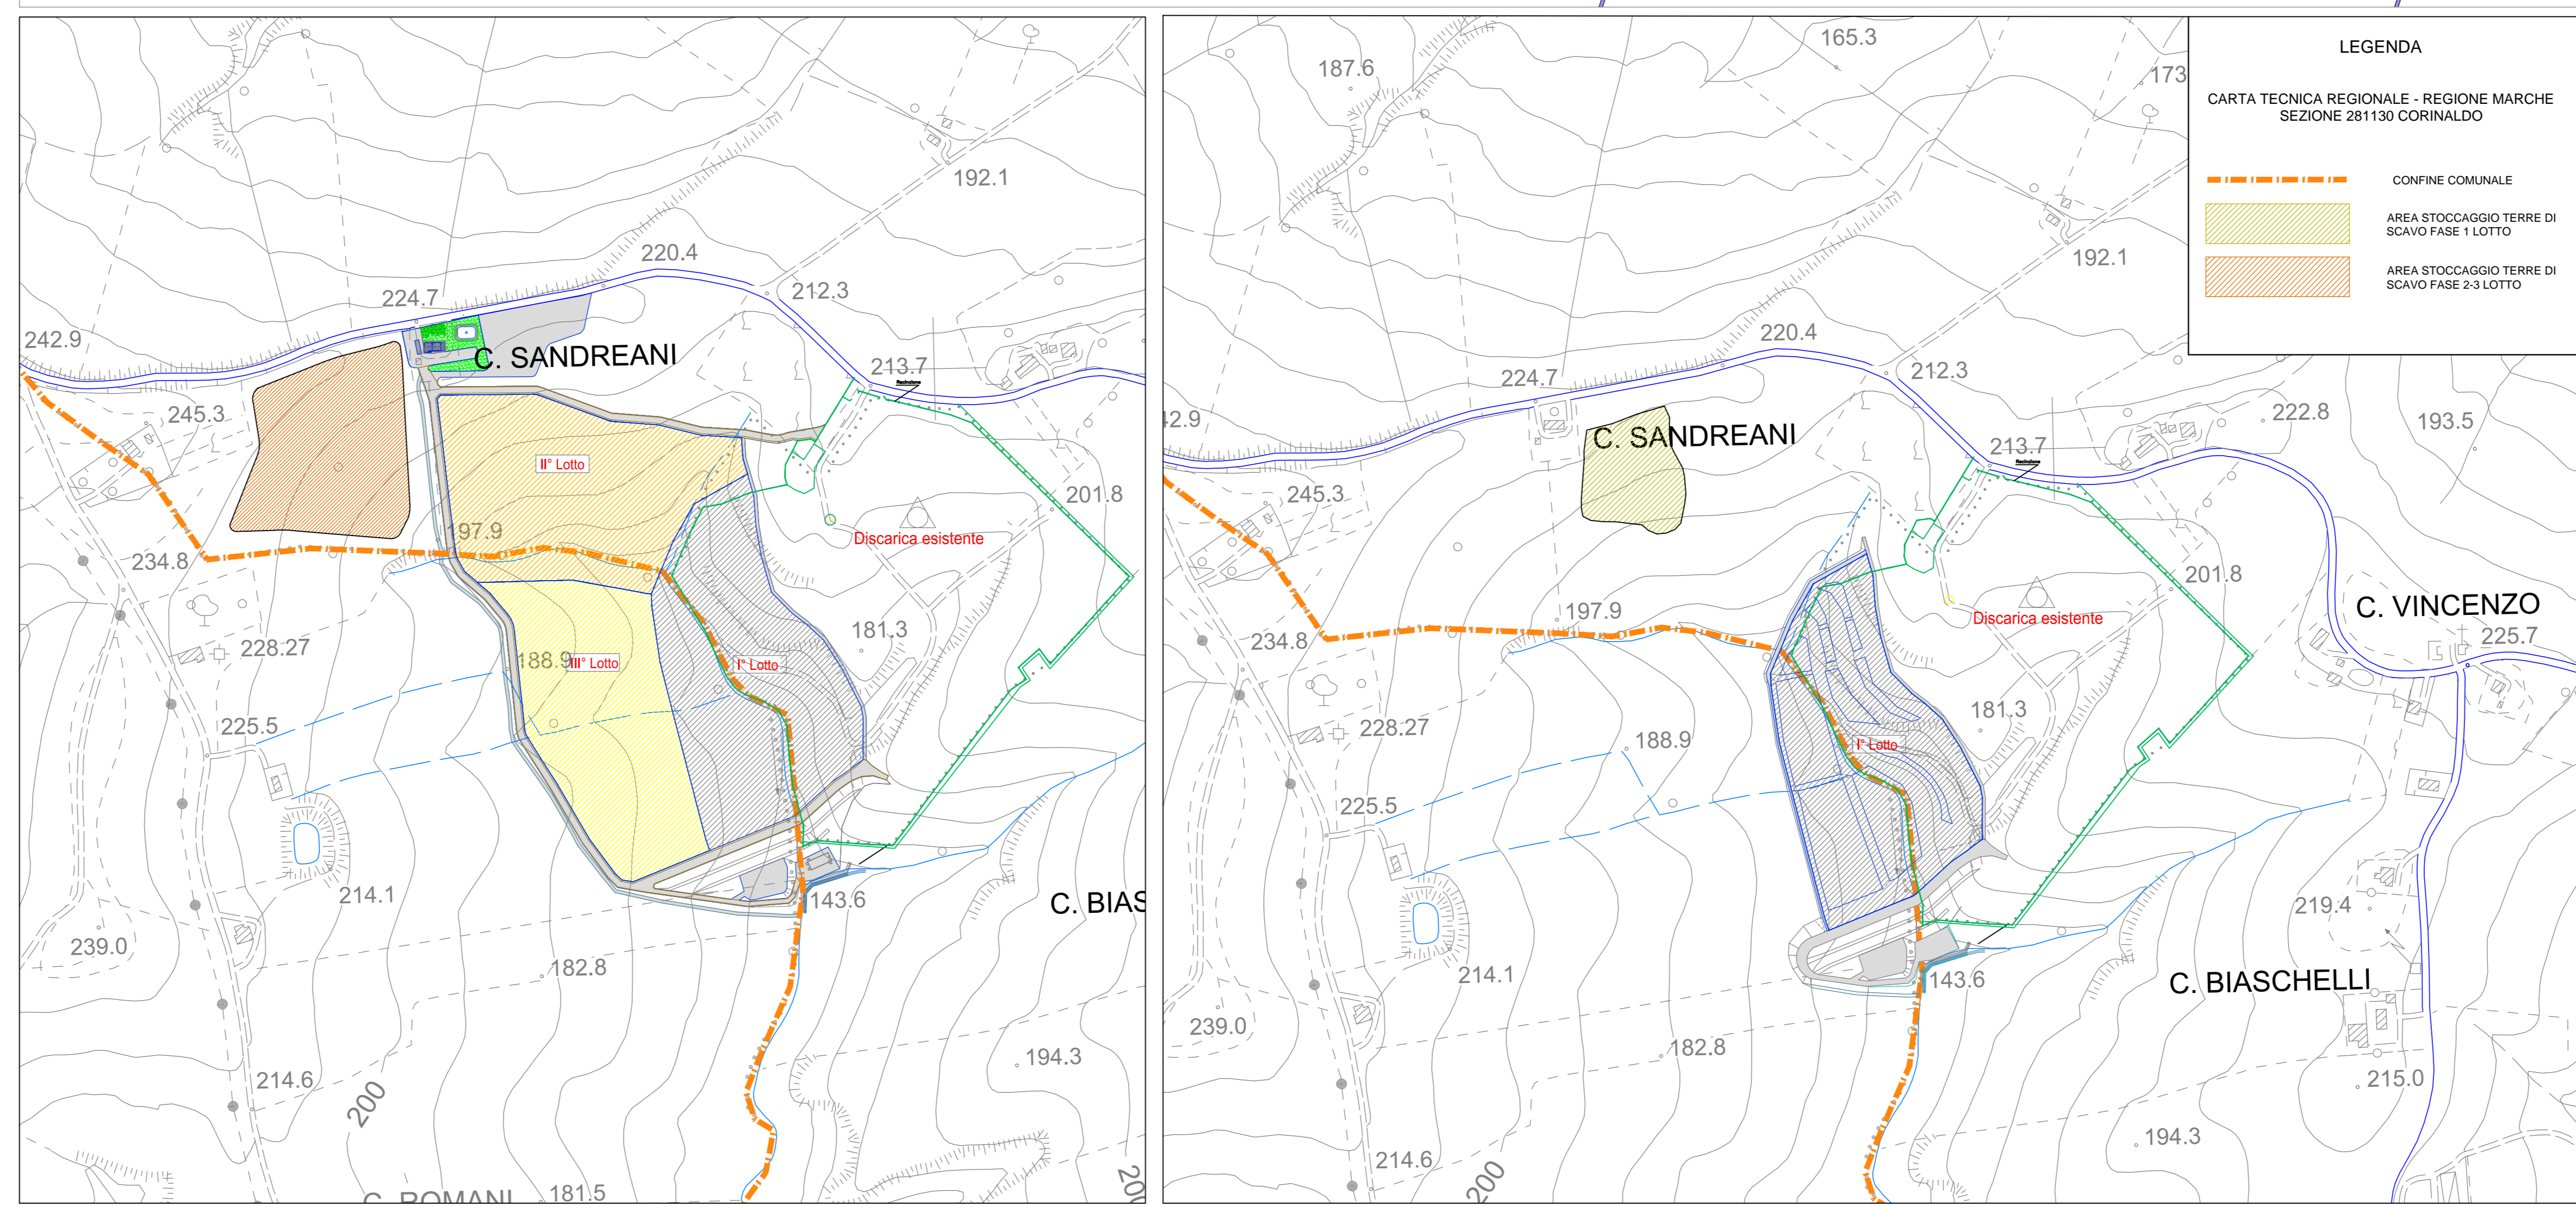 192.1
220.4
224.7
212.3
242.9
C. SANDREANI
213.7
Recinzione
245.3
II° Lotto
201.8
197.9
Discarica esistente
234.8
181.3
228.27
188.9
III° Lotto
I° Lotto
225.5
214.1
143.6
C. BIAS
239.0
182.8
194.3
214.6
200
200
C. ROMANI
181.5
165.3
187.6
173
192.1
220.4
212.3
224.7
42.9
C. SANDREANI
222.8
193.5
213.7
Recinzione
245.3
201.8
C. VINCENZO
197.9
Discarica esistente
234.8
225.7
181.3
228.27
188.9
I° Lotto
225.5
219.4
214.1
143.6
C. BIASCHELLI
239.0
182.8
215.0
194.3
214.6
200
LEGENDA
CARTA TECNICA REGIONALE - REGIONE MARCHE
SEZIONE 281130 CORINALDO
CONFINE COMUNALE
AREA STOCCAGGIO TERRE DI
SCAVO FASE 1 LOTTO
AREA STOCCAGGIO TERRE DI
SCAVO FASE 2-3 LOTTO